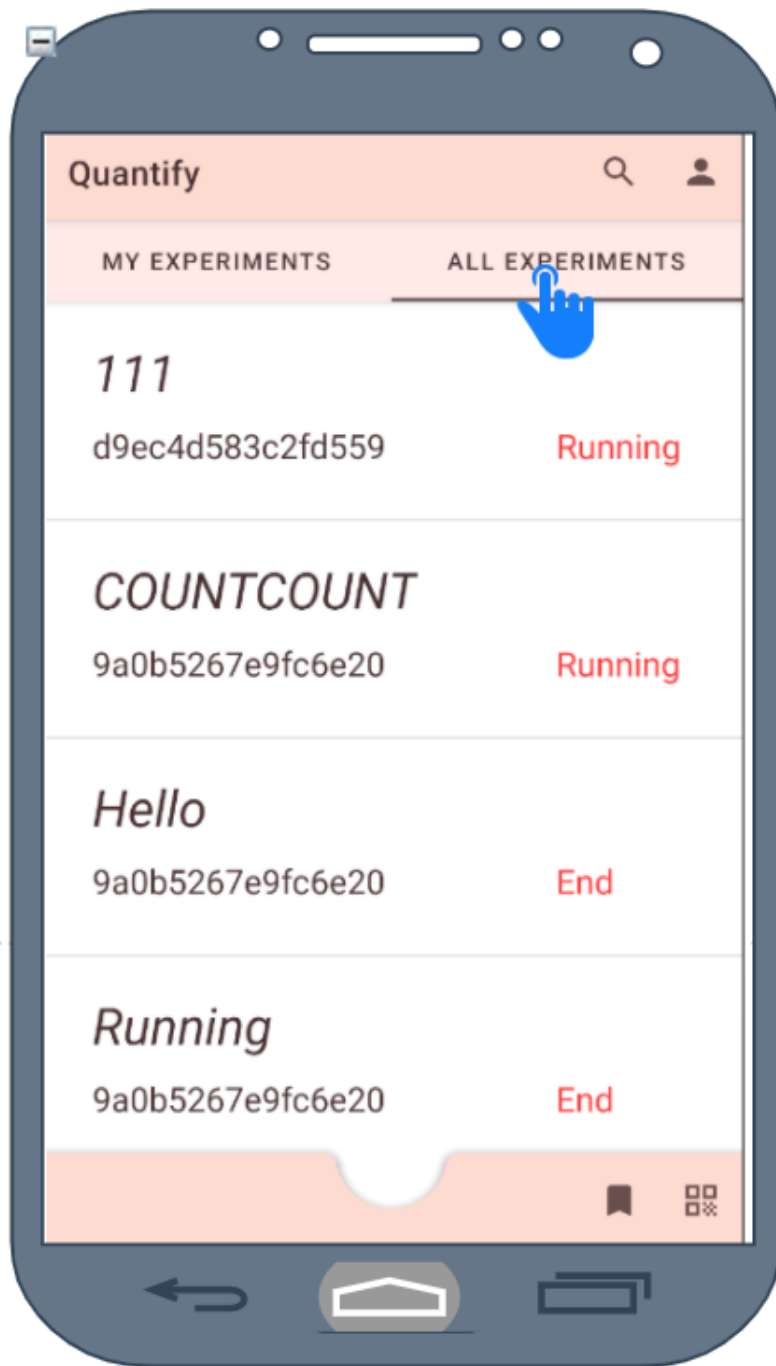 Quantify
MY EXPERIMENTS ALL EXPERIMENTS
111
d9ec4d583c2fd559 Running
COUNTCOUNT
9a0b5267e9fc6e20 Running
Hello
9a0b5267e9fc6e20 End
Running
9a0b5267e9fc6e20 End